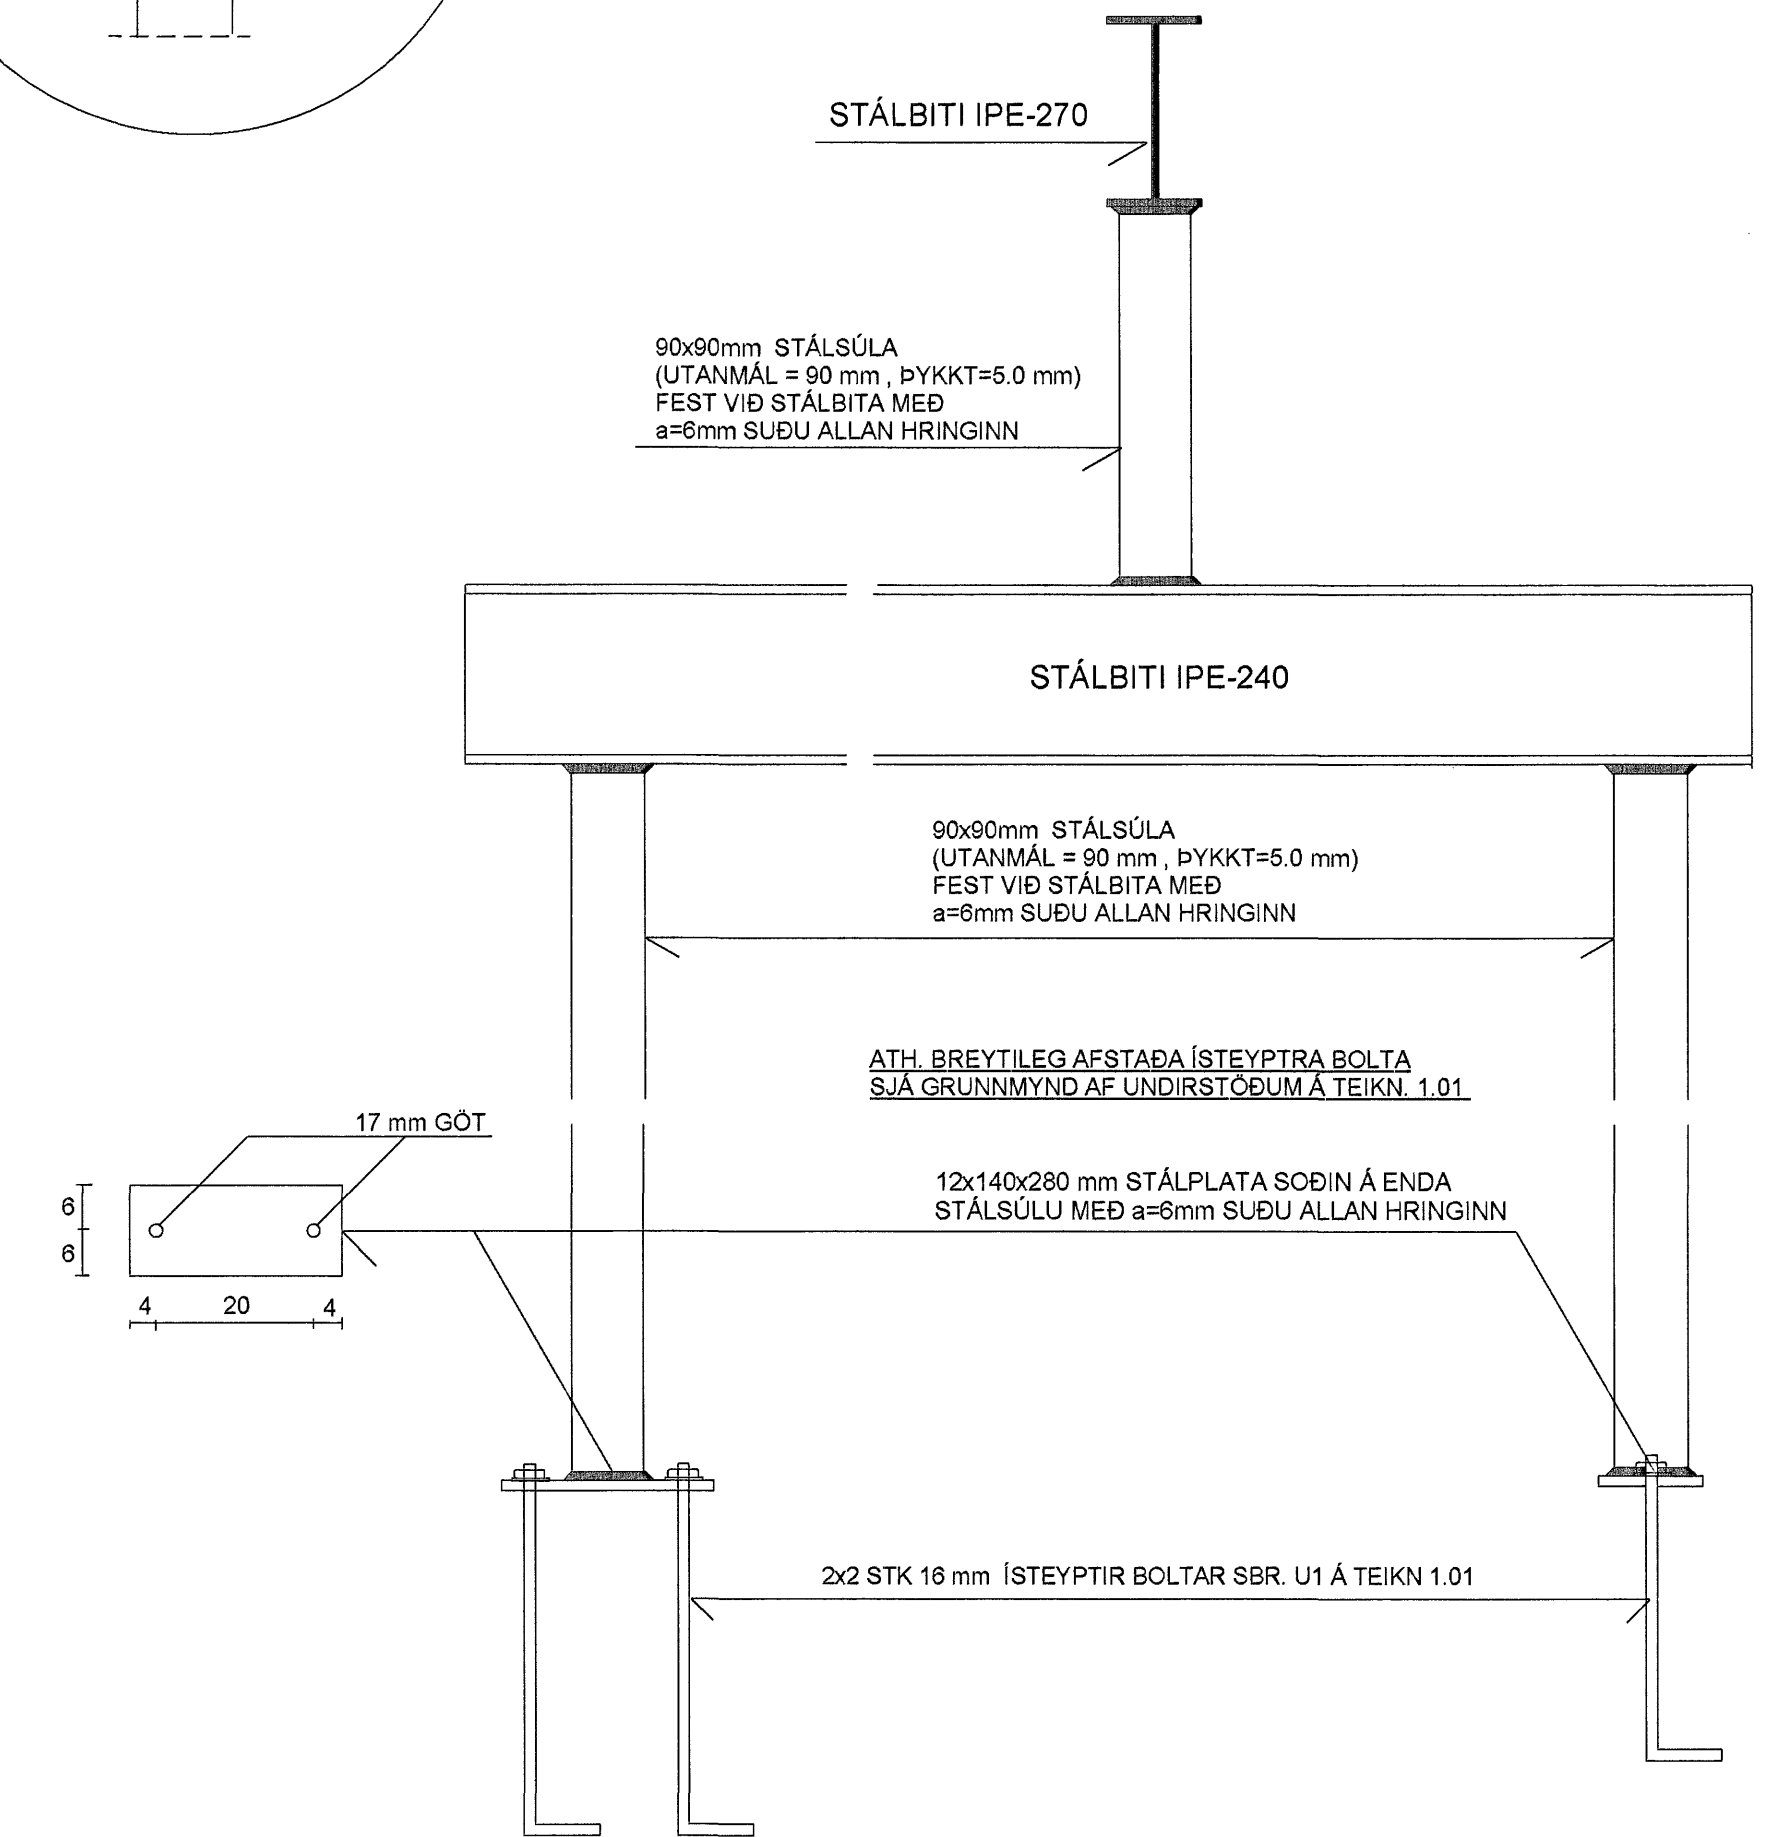 STÁLBITI IPE-270
90x90mm STÁLSÚLA
(UTANMÁL = 90 mm , ÞYKKT=5.0 mm)
FEST VIÐ STÁLBITA MEÐ
a=6mm SUÐU ALLAN HRINGINN
STÁLBITI IPE-240
90x90mm STÁLSÚLA
(UTANMÁL = 90 mm , ÞYKKT=5.0 mm)
FEST VIÐ STÁLBITA MEÐ
a=6mm SUÐU ALLAN HRINGINN
ATH. BREYTILEG AFSTAÐA ÍSTEYPTRA BOLTA
SJÁ GRUNNMYND AF UNDIRSTÖÐUM Á TEIKN. 1.01
17 mm GÖT
12x140x280 mm STÁLPLATA SOÐIN Á ENDA
STÁLSÚLU MEÐ a=6mm SUÐU ALLAN HRINGINN
6
6
4 20 4
2x2 STK 16 mm ÍSTEYPTIR BOLTAR SBR. U1 Á TEIKN 1.01